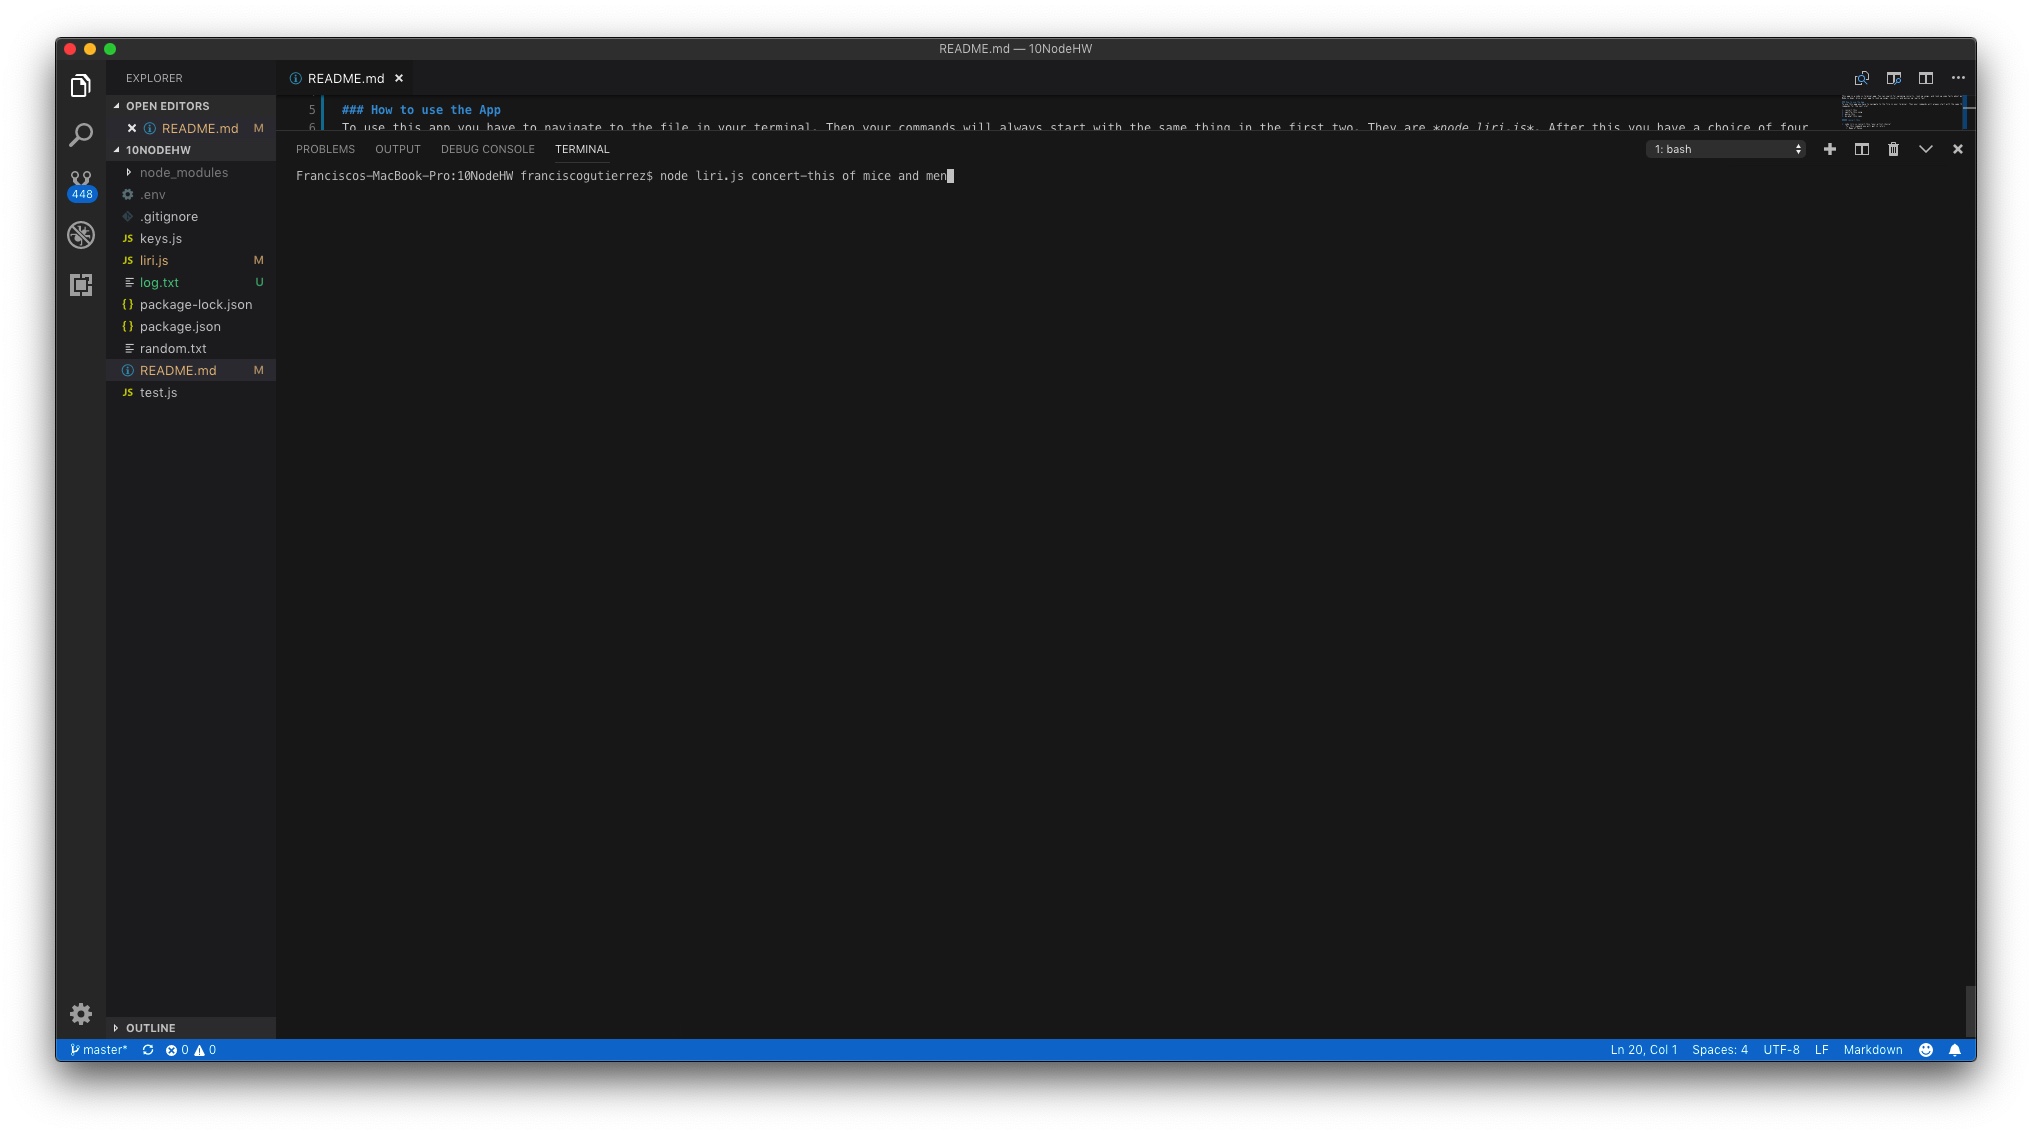 README.md — 10NodeHW
EXPLORER
OPEN EDITORS
README.md M
10NODEHW
node_modules
.env
.gitignore
JS keys.js
JS liri.js M
log.txt U
{} package-lock.json
{} package.json
random.txt
README.md M
JS test.js
OUTLINE
448
README.md
5 ### How to use the App
6 To use this app you have to navigate to the file in your terminal. Then your commands will always start with the same thing in the first two. They are *node liri.js*. After this you have a choice of four
PROBLEMS OUTPUT DEBUG CONSOLE TERMINAL 1: bash
Franciscos-MacBook-Pro:10NodeHW franciscogutierrez$ node liri.js concert-this of mice and men
master* 0 0 Ln 20, Col 1 Spaces: 4 UTF-8 LF Markdown